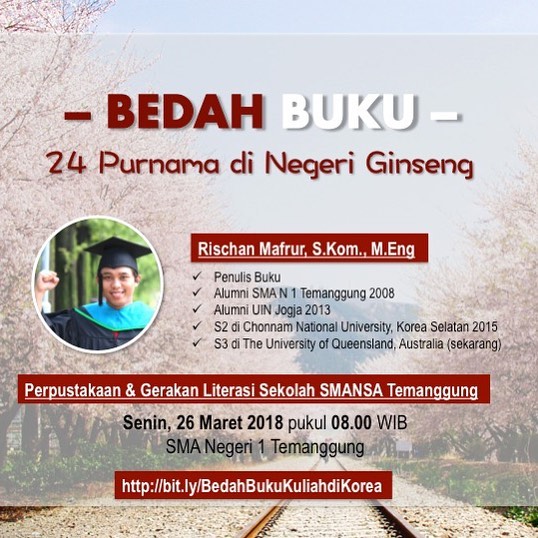 – BEDAH BUKU –
24 Purnama di Negeri Ginseng
Rischan Mafrur, S.Kom., M.Eng
✓ Penulis Buku
✓ Alumni SMA N 1 Temanggung 2008
✓ Alumni UIN Jogja 2013
✓ S2 di Chonnam National University, Korea Selatan 2015
✓ S3 di The University of Queensland, Australia (sekarang)
Perpustakaan & Gerakan Literasi Sekolah SMANSA Temanggung
Senin, 26 Maret 2018 pukul 08.00 WIB
SMA Negeri 1 Temanggung
http://bit.ly/BedahBukuKuliahdiKorea